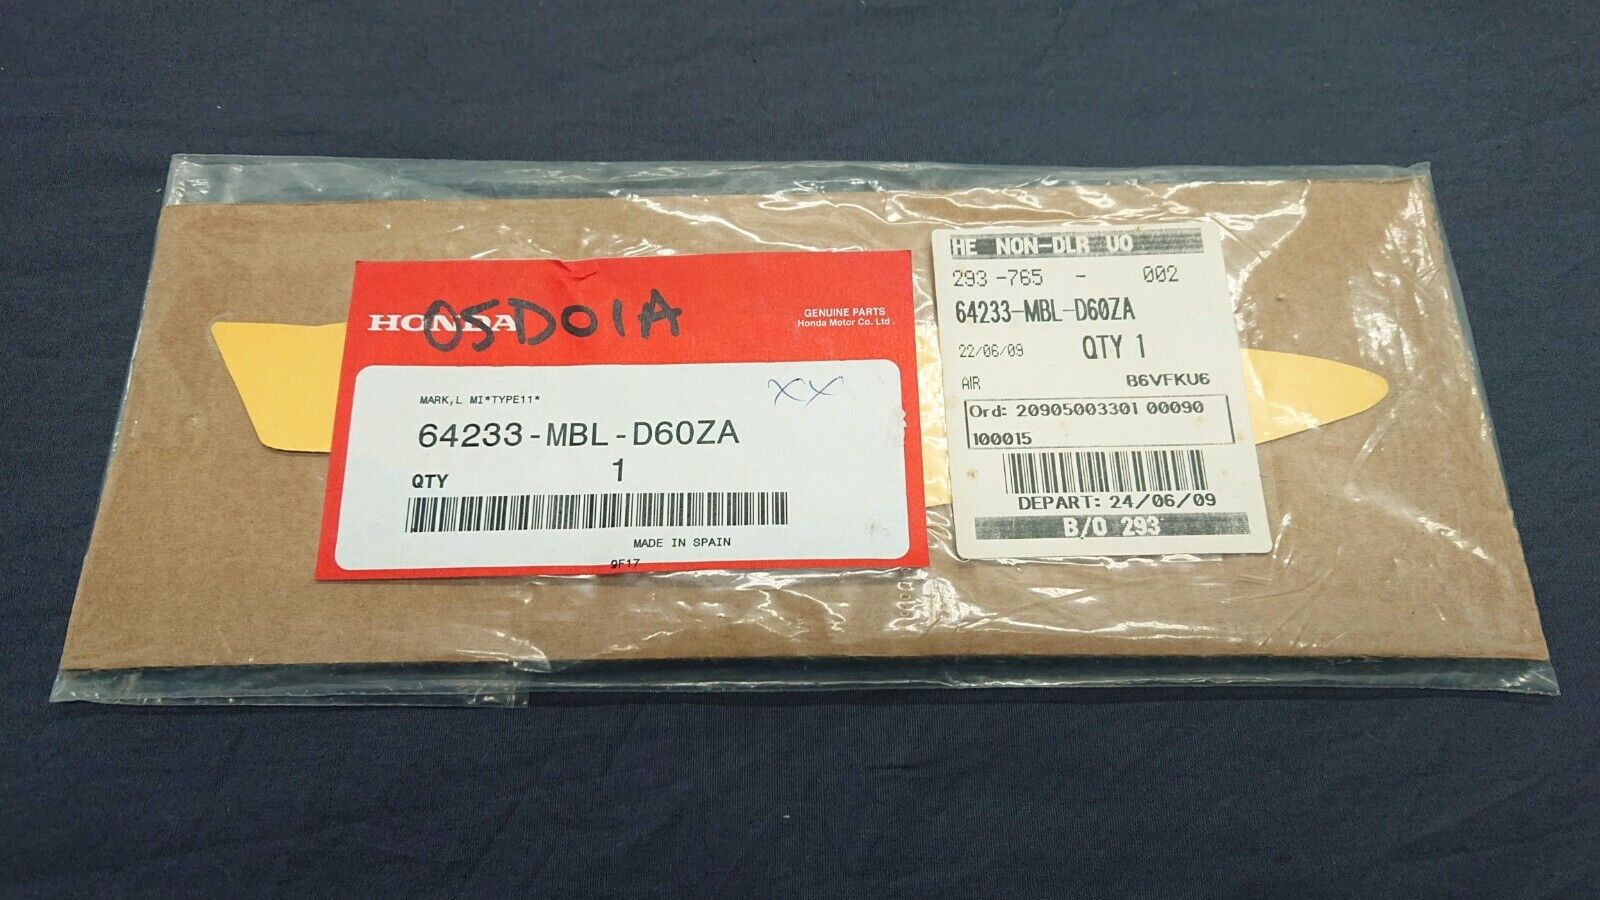 HONDA
OSD01A
GENUINE PARTS
Honda Motor Co. Ltd.
MARK,L MI*TYPE11*
XX
64233-MBL-D60ZA
QTY 1
MADE IN SPAIN
9F17
HE NON-DLR UO
293-765 - 002
64233-MBL-D60ZA
22/06/09 QTY 1
AIR B6VFKU6
Ord: 20905003301 00090
100015
DEPART: 24/06/09
B/O 293